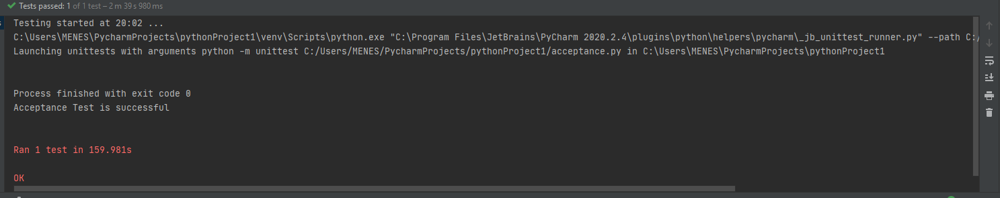 Tests passed: 1 of 1 test – 2 m 39 s 980 ms
Testing started at 20:02 ...
C:\Users\MENES\PycharmProjects\pythonProject1\venv\Scripts\python.exe "C:\Program Files\JetBrains\PyCharm 2020.2.4\plugins\python\helpers\pycharm\_jb_unittest_runner.py" --path C:/
Launching unittests with arguments python -m unittest C:/Users/MENES/PycharmProjects/pythonProject1/acceptance.py in C:\Users\MENES\PycharmProjects\pythonProject1
Process finished with exit code 0
Acceptance Test is successful
Ran 1 test in 159.981s
OK